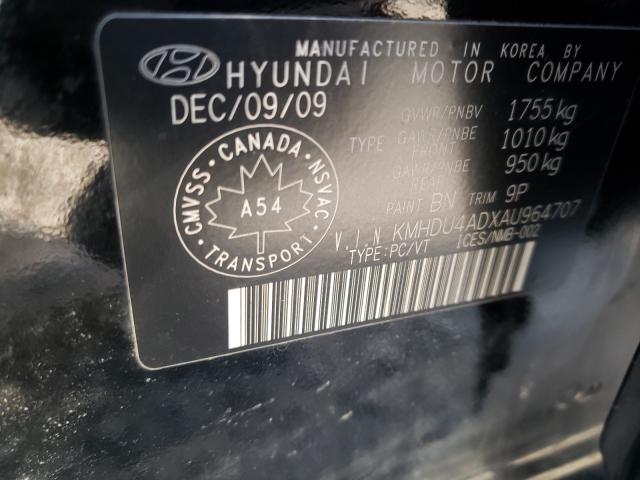 MANUFACTURED IN KOREA BY
HYUNDAI MOTOR COMPANY
DEC/09/09
GVWR/PNBV 1755 kg
TYPE GAWR/PNBE FRONT 1010 kg
GAWR/PNBE REAR 950 kg
PAINT BN TRIM 9P
V.I.N KMHDU4ADXAU964707
TYPE:PC/VT ICES/NMB-002
CANADA
CMVSS NSVAC
A54
TRANSPORT